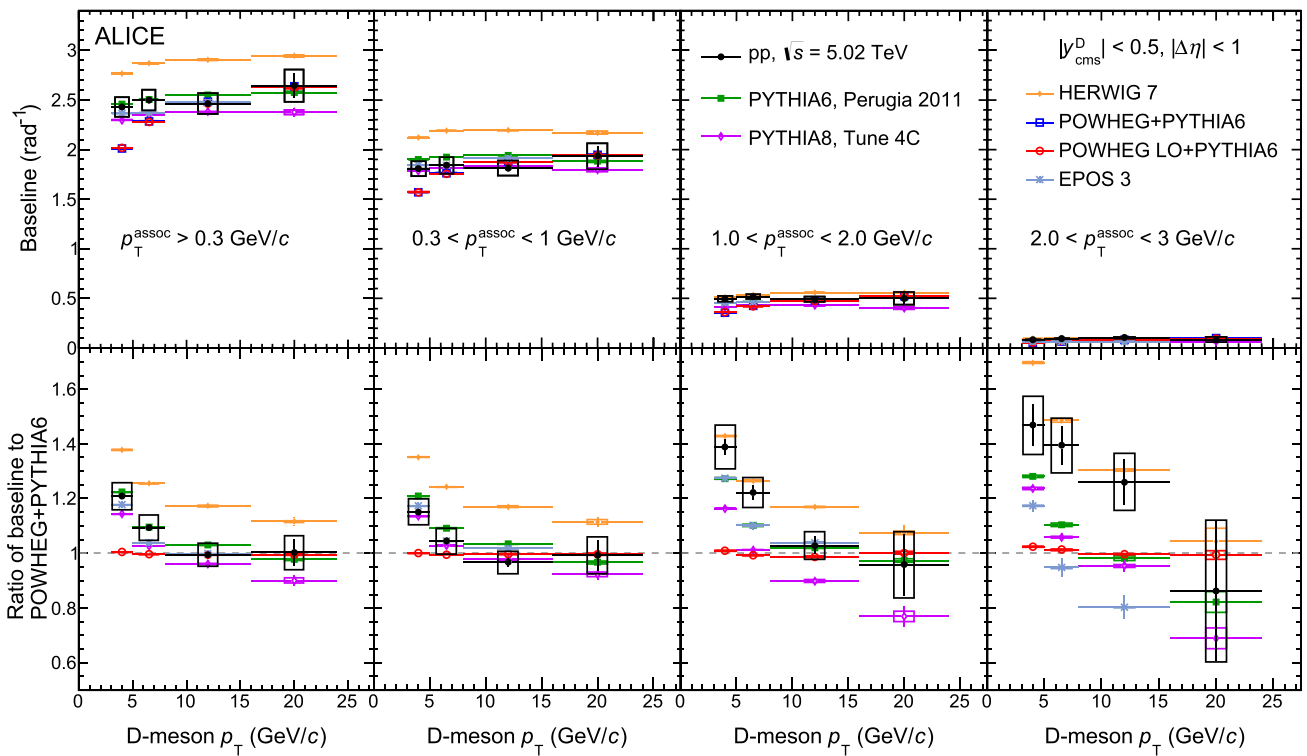 ALICE
Baseline (rad⁻¹)
3
2.5
2
1.5
1
0.5
0
p_T^assoc > 0.3 GeV/c
0.3 < p_T^assoc < 1 GeV/c
1.0 < p_T^assoc < 2.0 GeV/c
2.0 < p_T^assoc < 3 GeV/c
pp, √s = 5.02 TeV
PYTHIA6, Perugia 2011
PYTHIA8, Tune 4C
|y_cms^D| < 0.5, |Δη| < 1
HERWIG 7
POWHEG+PYTHIA6
POWHEG LO+PYTHIA6
EPOS 3
Ratio of baseline to
POWHEG+PYTHIA6
1.6
1.4
1.2
1
0.8
0.6
0 5 10 15 20 25
0 5 10 15 20 25
0 5 10 15 20 25
0 5 10 15 20 25
D-meson p_T (GeV/c)
D-meson p_T (GeV/c)
D-meson p_T (GeV/c)
D-meson p_T (GeV/c)